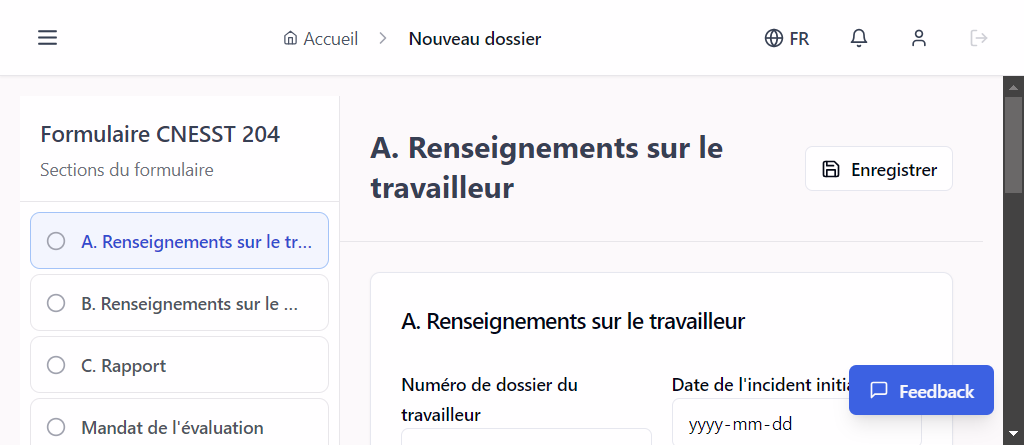 Accueil
Nouveau dossier
FR
Formulaire CNESST 204
Sections du formulaire
A. Renseignements sur le tr...
B. Renseignements sur le ...
C. Rapport
Mandat de l'évaluation
A. Renseignements sur le
travailleur
Enregistrer
A. Renseignements sur le travailleur
Numéro de dossier du
travailleur
Date de l'incident
yyyy-mm-dd
Feedback